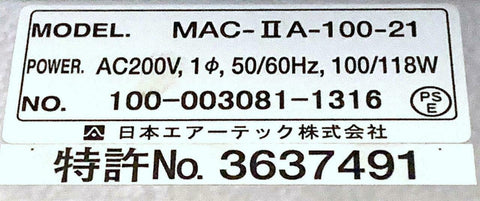 MODEL. MAC-ⅡA-100-21
POWER. AC200V, 1ϕ, 50/60Hz, 100/118W
NO. 100-003081-1316 PSE
日本エアーテック株式会社
特許No. 3637491